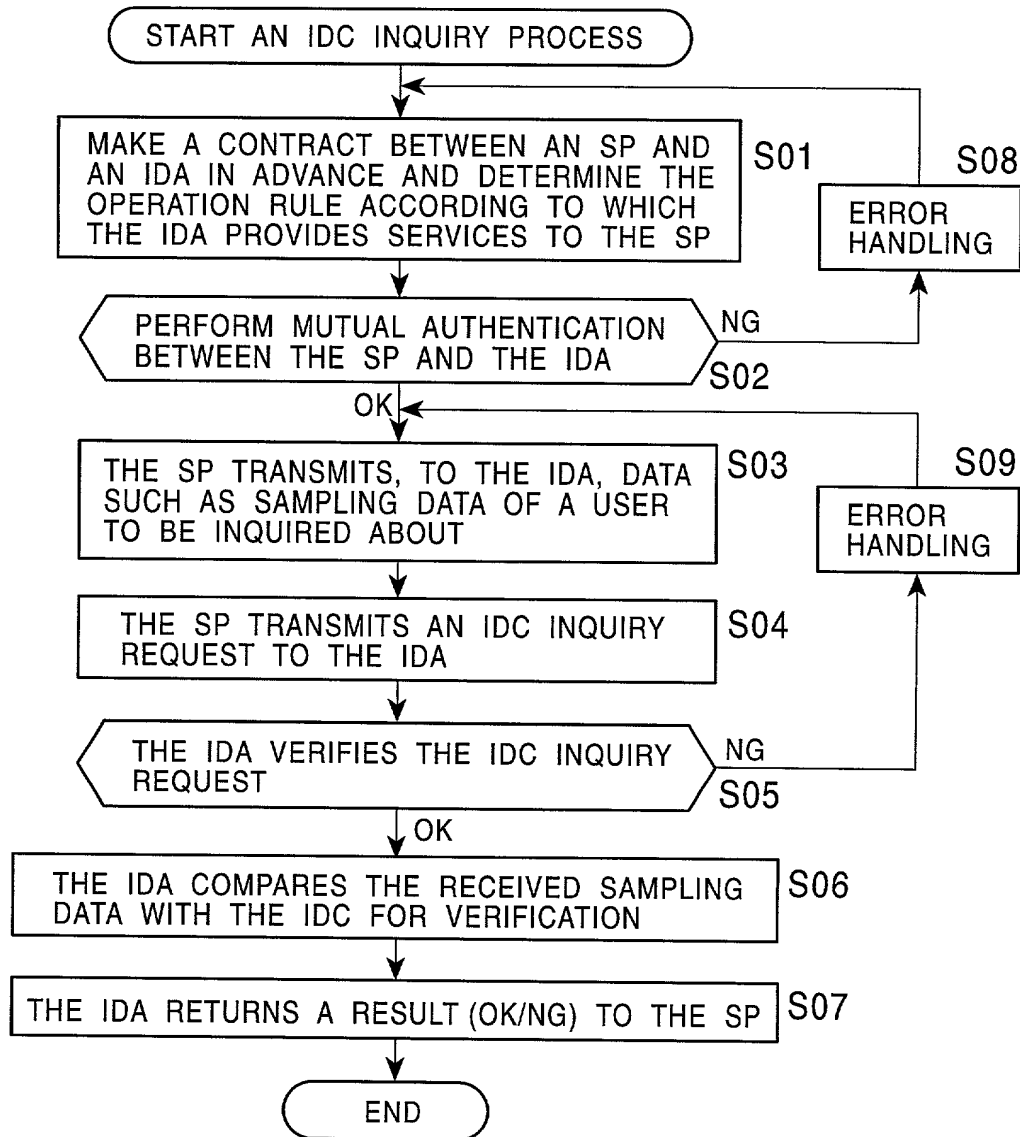 START AN IDC INQUIRY PROCESS
MAKE A CONTRACT BETWEEN AN SP AND
AN IDA IN ADVANCE AND DETERMINE THE
OPERATION RULE ACCORDING TO WHICH
THE IDA PROVIDES SERVICES TO THE SP
S01
S08
ERROR
HANDLING
PERFORM MUTUAL AUTHENTICATION
BETWEEN THE SP AND THE IDA
NG
S02
OK
THE SP TRANSMITS, TO THE IDA, DATA
SUCH AS SAMPLING DATA OF A USER
TO BE INQUIRED ABOUT
S03
S09
ERROR
HANDLING
THE SP TRANSMITS AN IDC INQUIRY
REQUEST TO THE IDA
S04
THE IDA VERIFIES THE IDC INQUIRY
REQUEST
NG
S05
OK
THE IDA COMPARES THE RECEIVED SAMPLING
DATA WITH THE IDC FOR VERIFICATION
S06
THE IDA RETURNS A RESULT (OK/NG) TO THE SP
S07
END